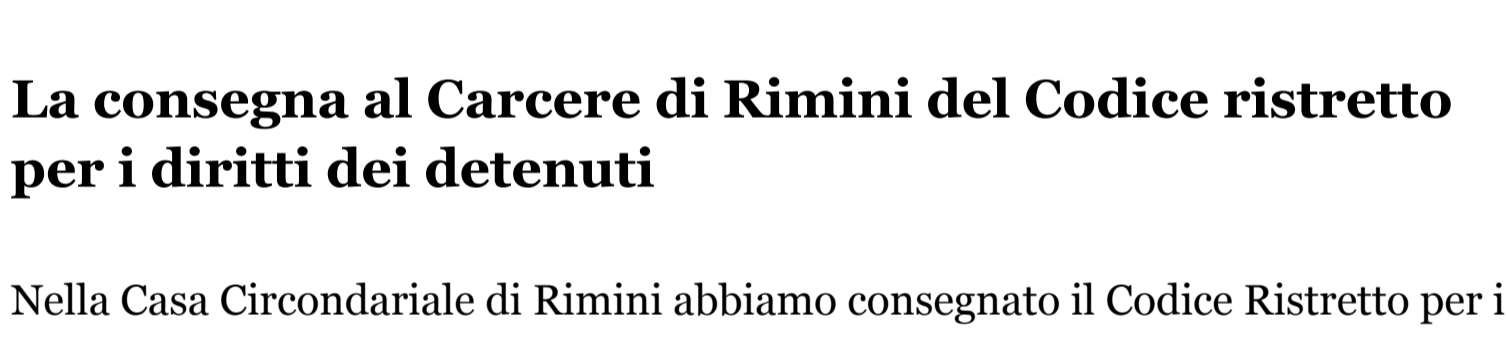 La consegna al Carcere di Rimini del Codice ristretto
per i diritti dei detenuti
Nella Casa Circondariale di Rimini abbiamo consegnato il Codice Ristretto per i